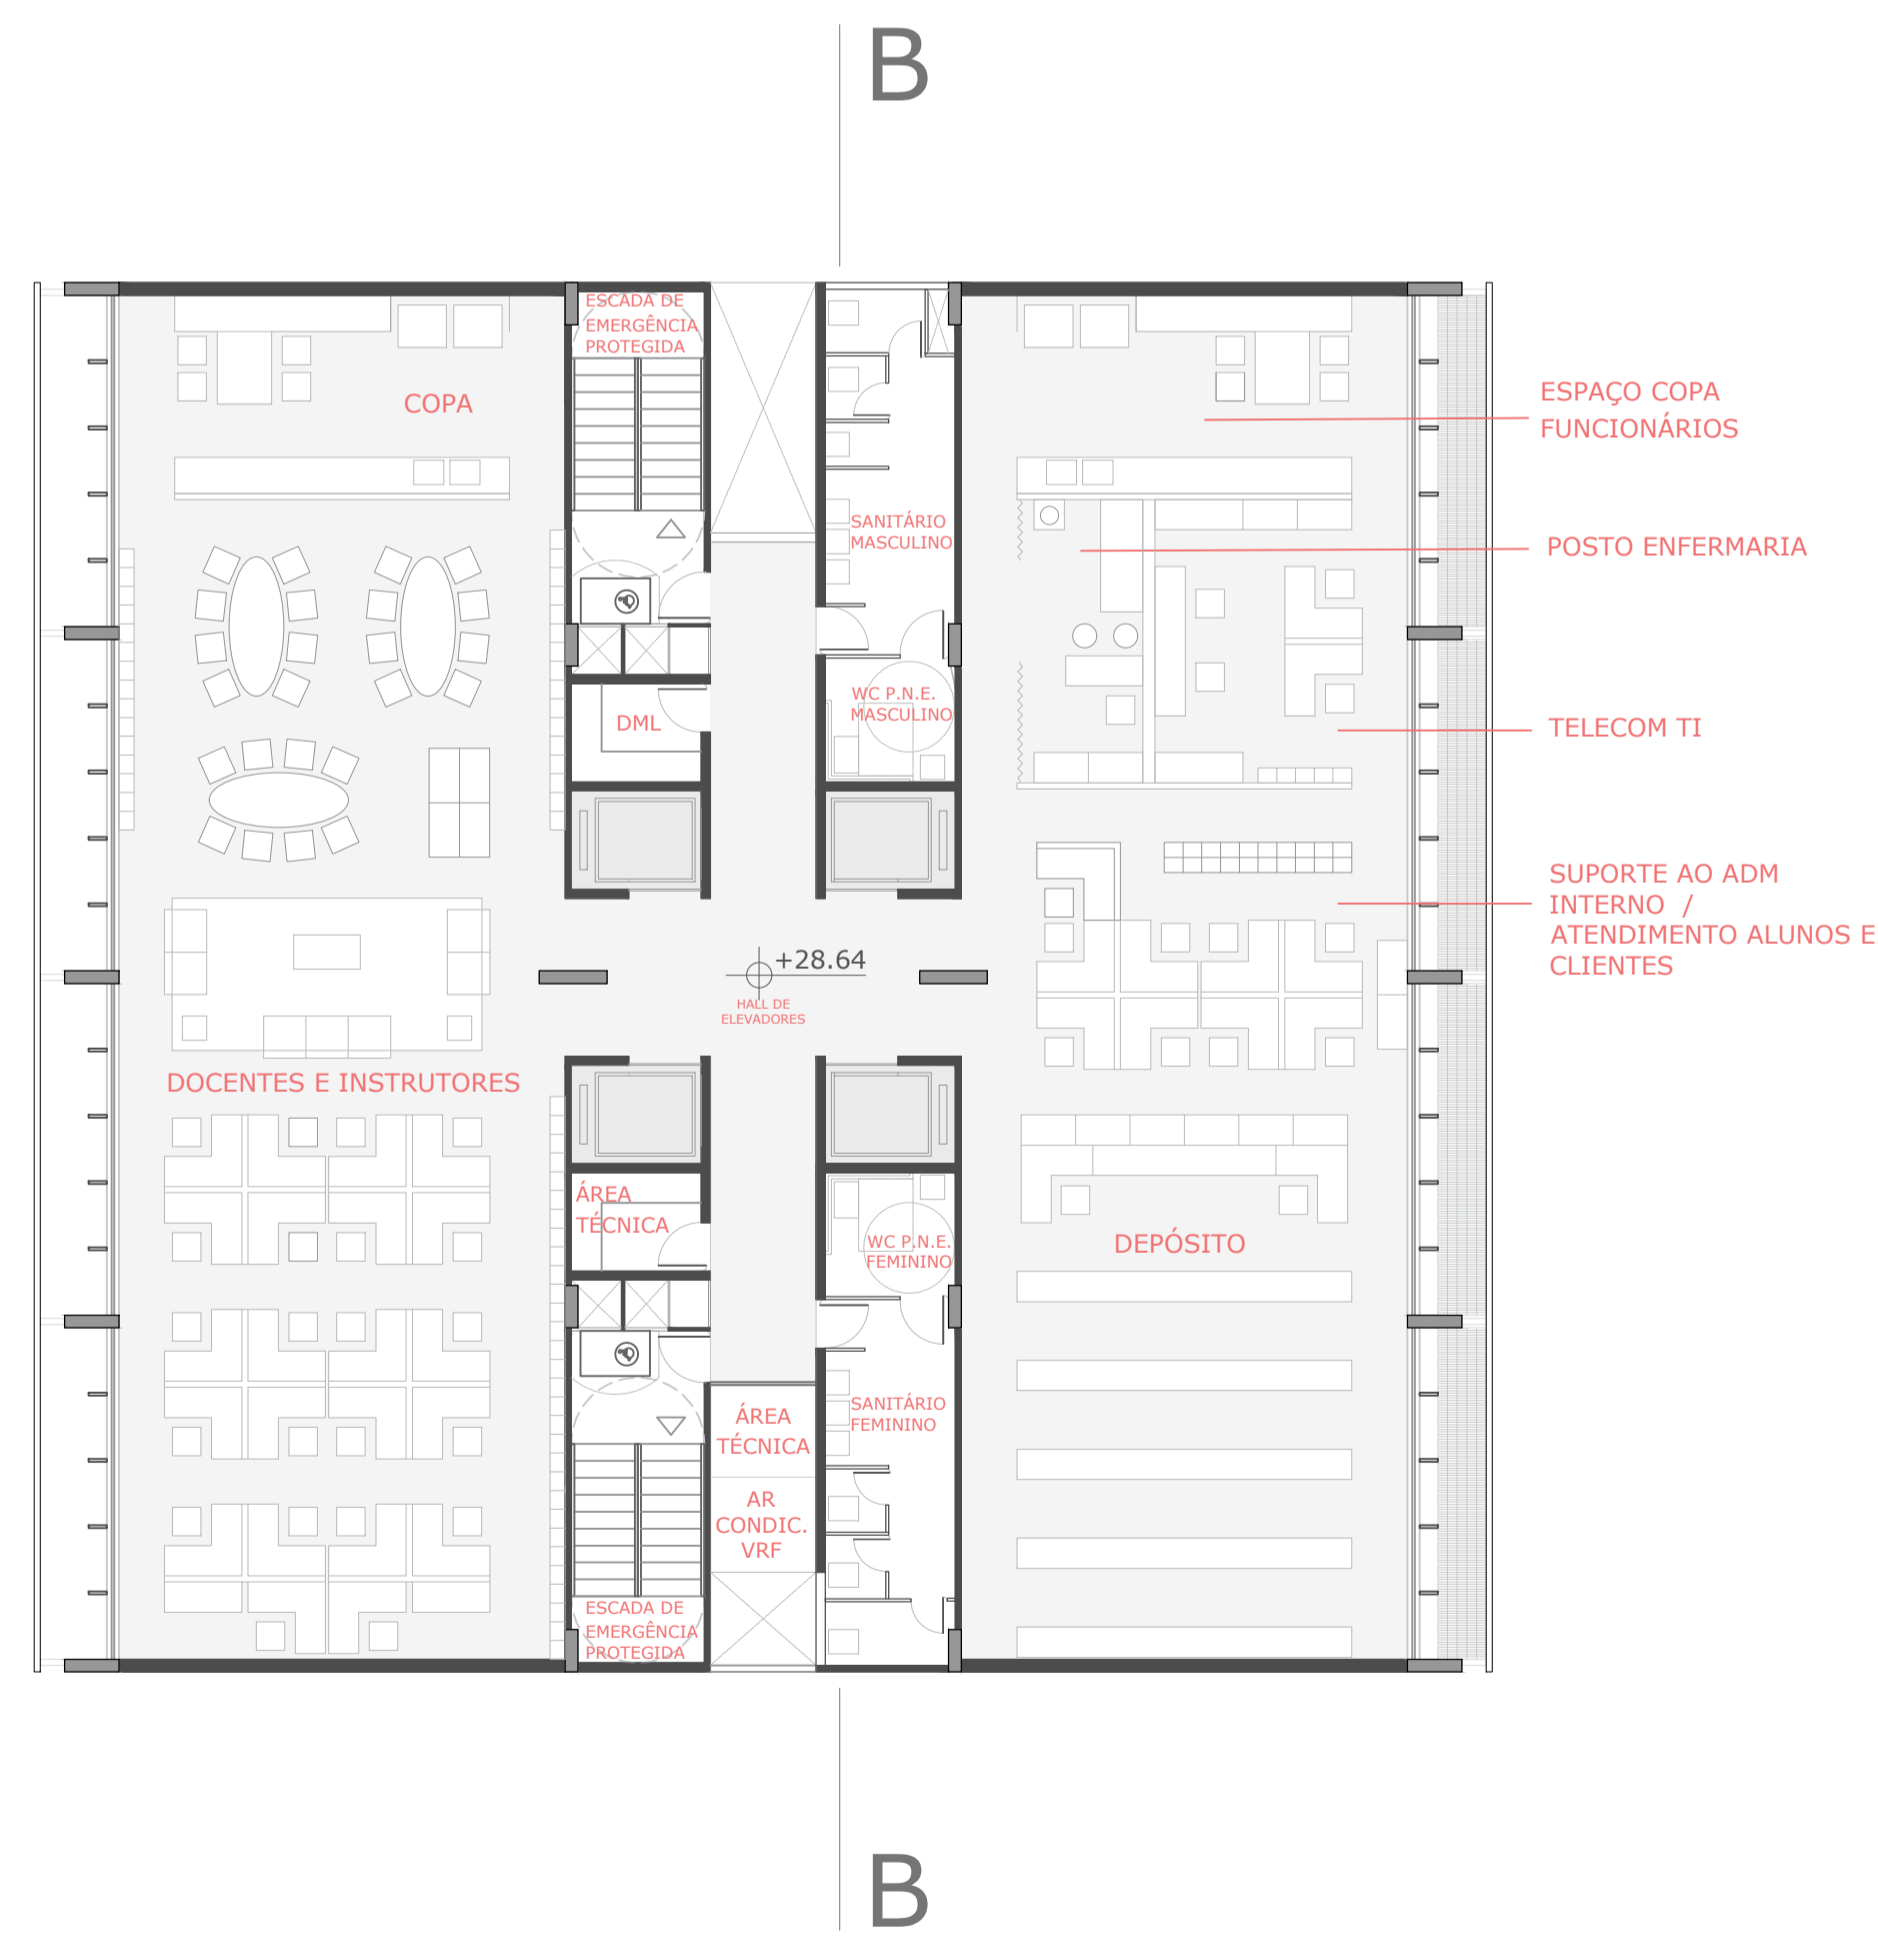 B
ESCADA DE
EMERGÊNCIA
PROTEGIDA
COPA
ESPAÇO COPA
FUNCIONÁRIOS
SANITÁRIO
MASCULINO
POSTO ENFERMARIA
WC P.N.E.
MASCULINO
DML
TELECOM TI
SUPORTE AO ADM
INTERNO /
ATENDIMENTO ALUNOS E
CLIENTES
+28.64
HALL DE
ELEVADORES
DOCENTES E INSTRUTORES
ÁREA
TÉCNICA
WC P.N.E.
FEMININO
DEPÓSITO
SANITÁRIO
FEMININO
ÁREA
TÉCNICA
AR
CONDIC.
VRF
ESCADA DE
EMERGÊNCIA
PROTEGIDA
B